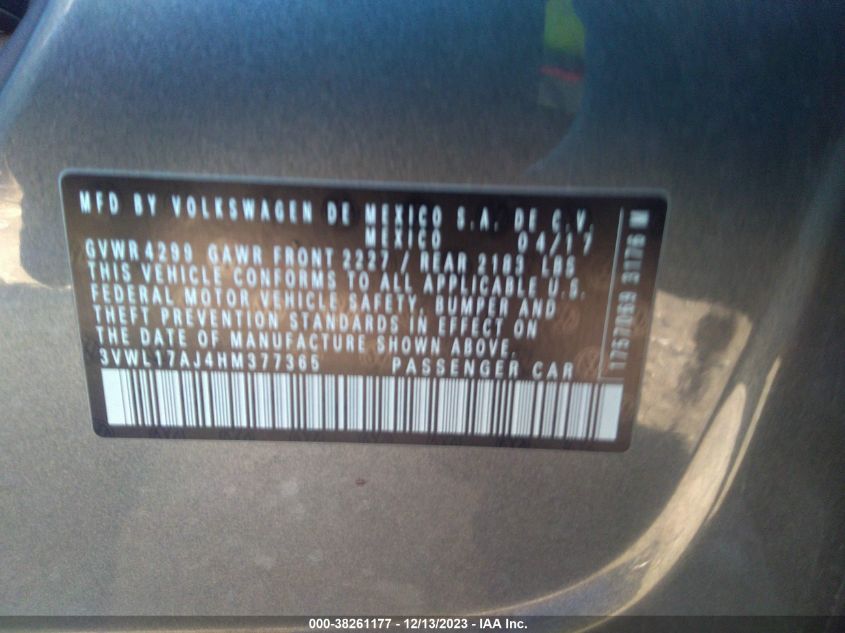 MFD BY VOLKSWAGEN DE MEXICO S.A. DE C.V.
MEXICO 04/17
GVWR 4299 GAWR FRONT 2227 / REAR 2183 LBS
THIS VEHICLE CONFORMS TO ALL APPLICABLE U.S.
FEDERAL MOTOR VEHICLE SAFETY, BUMPER AND
THEFT PREVENTION STANDARDS IN EFFECT ON
THE DATE OF MANUFACTURE SHOWN ABOVE.
3VWL17AJ4HM377365 PASSENGER CAR
1757069 3176 M
000-38261177 - 12/13/2023 - IAA Inc.